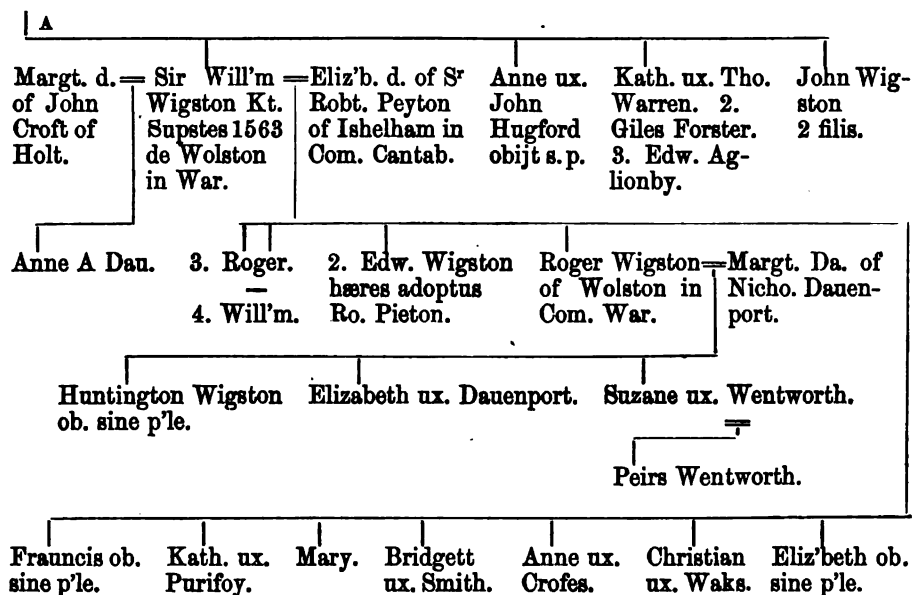 A
Margt. d. = Sir Will'm = Eliz'b. d. of Sr Anne ux. Kath. ux. Tho. John Wig-
of John Wigston Kt. Robt. Peyton John Warren. 2. ston
Croft of Supstes 1563 of Ishelham in Hugford Giles Forster. 2 filis.
Holt. de Wolston Com. Cantab. obijt s. p. 3. Edw. Ag-
in War. lionby.
Anne A Dau. 3. Roger. 2. Edw. Wigston Roger Wigston = Margt. Da. of
— hæres adoptus of Wolston in Nicho. Dauen-
4. Will'm. Ro. Pieton. Com. War. port.
Huntington Wigston Elizabeth ux. Dauenport. Suzane ux. Wentworth.
ob. sine p'le. =
Peirs Wentworth.
Frauncis ob. Kath. ux. Mary. Bridgett Anne ux. Christian Eliz'beth ob.
sine p'le. Purifoy. ux. Smith. Crofes. ux. Waks. sine p'le.